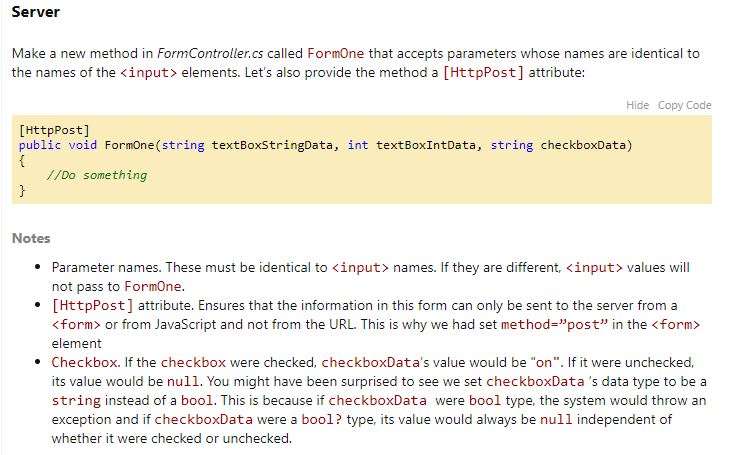 Server
Make a new method in FormController.cs called FormOne that accepts parameters whose names are identical to
the names of the <input> elements. Let's also provide the method a [HttpPost] attribute:
Hide Copy Code
[HttpPost]
public void FormOne(string textBoxStringData, int textBoxIntData, string checkboxData)
{
//Do something
}
Notes
• Parameter names. These must be identical to <input> names. If they are different, <input> values will
not pass to FormOne.
• [HttpPost] attribute. Ensures that the information in this form can only be sent to the server from a
<form> or from JavaScript and not from the URL. This is why we had set method=”post” in the <form>
element
• Checkbox. If the checkbox were checked, checkboxData's value would be "on". If it were unchecked,
its value would be null. You might have been surprised to see we set checkboxData 's data type to be a
string instead of a bool. This is because if checkboxData were bool type, the system would throw an
exception and if checkboxData were a bool? type, its value would always be null independent of
whether it were checked or unchecked.